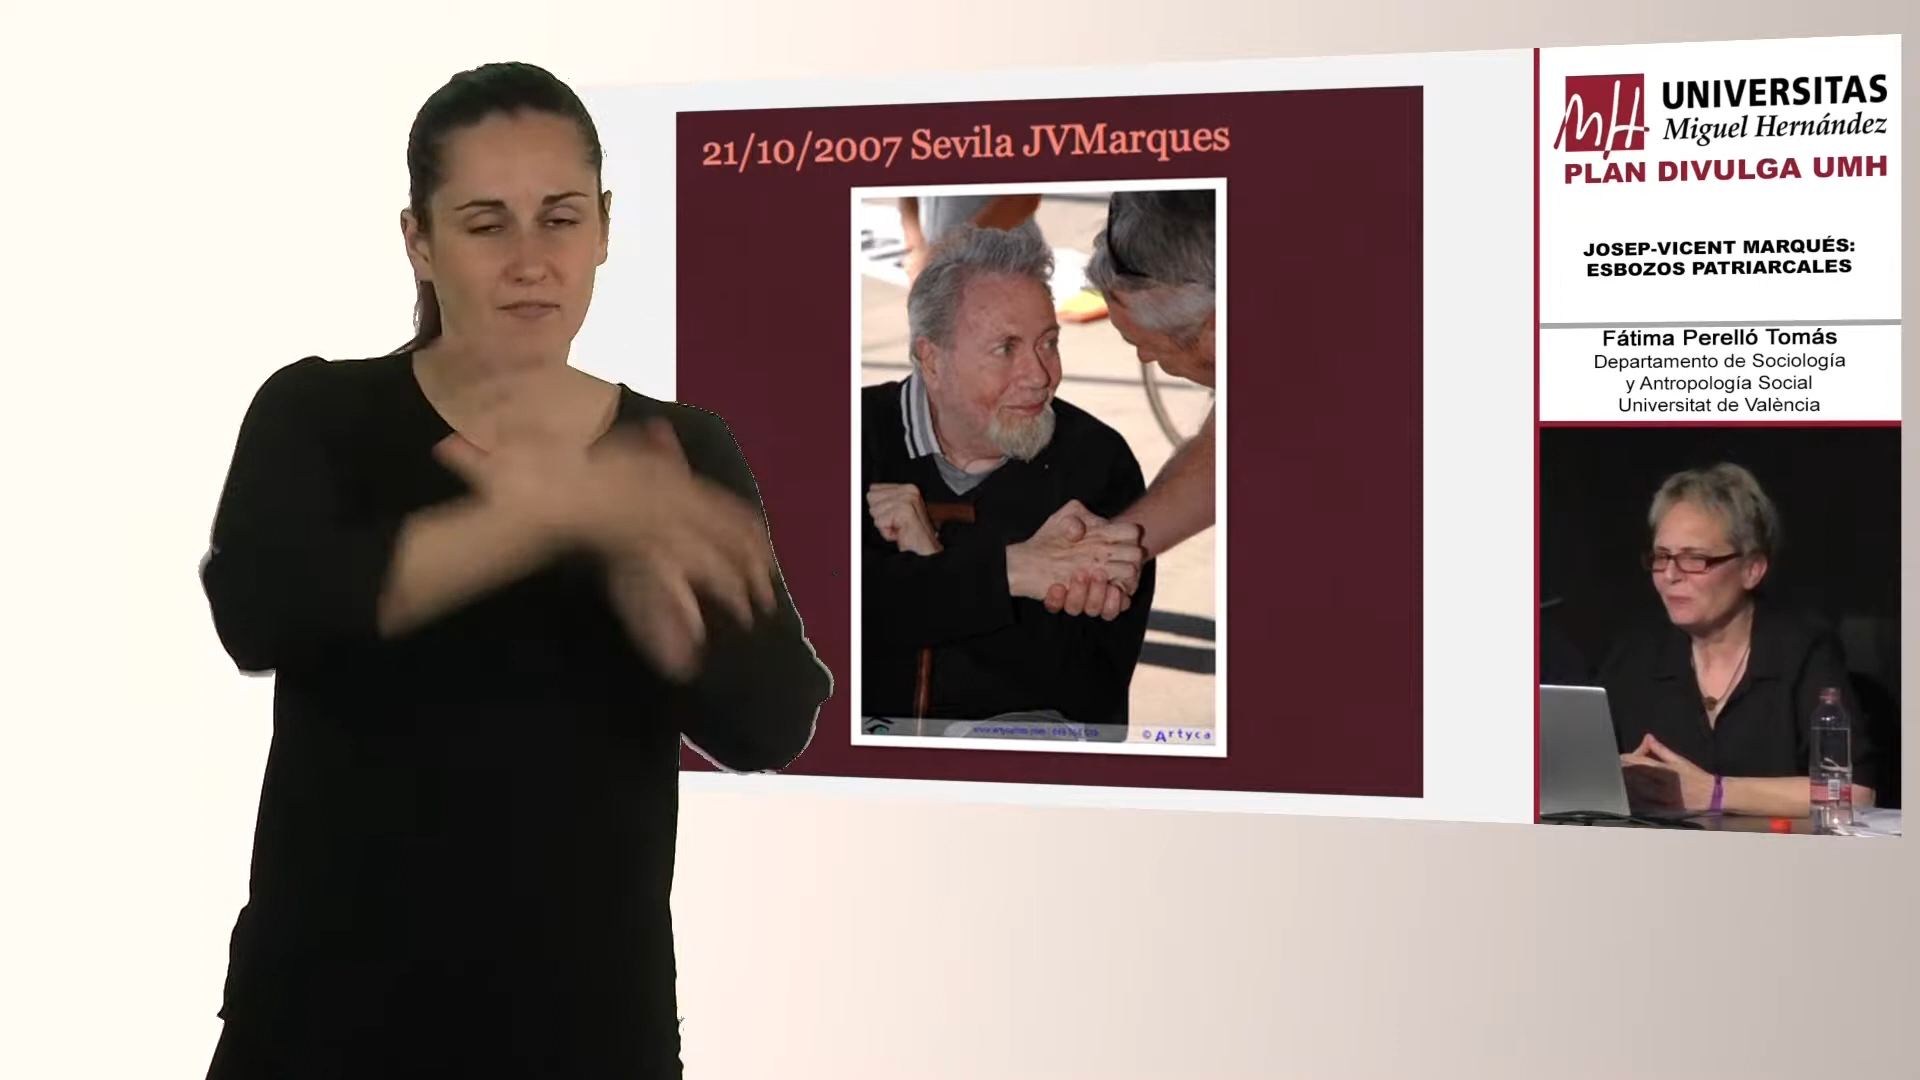 21/10/2007 Sevila JVMarques
© Artyca
UNIVERSITAS
Miguel Hernández
PLAN DIVULGA UMH
JOSEP-VICENT MARQUÉS:
ESBOZOS PATRIARCALES
Fátima Perelló Tomás
Departamento de Sociología
y Antropología Social
Universitat de València